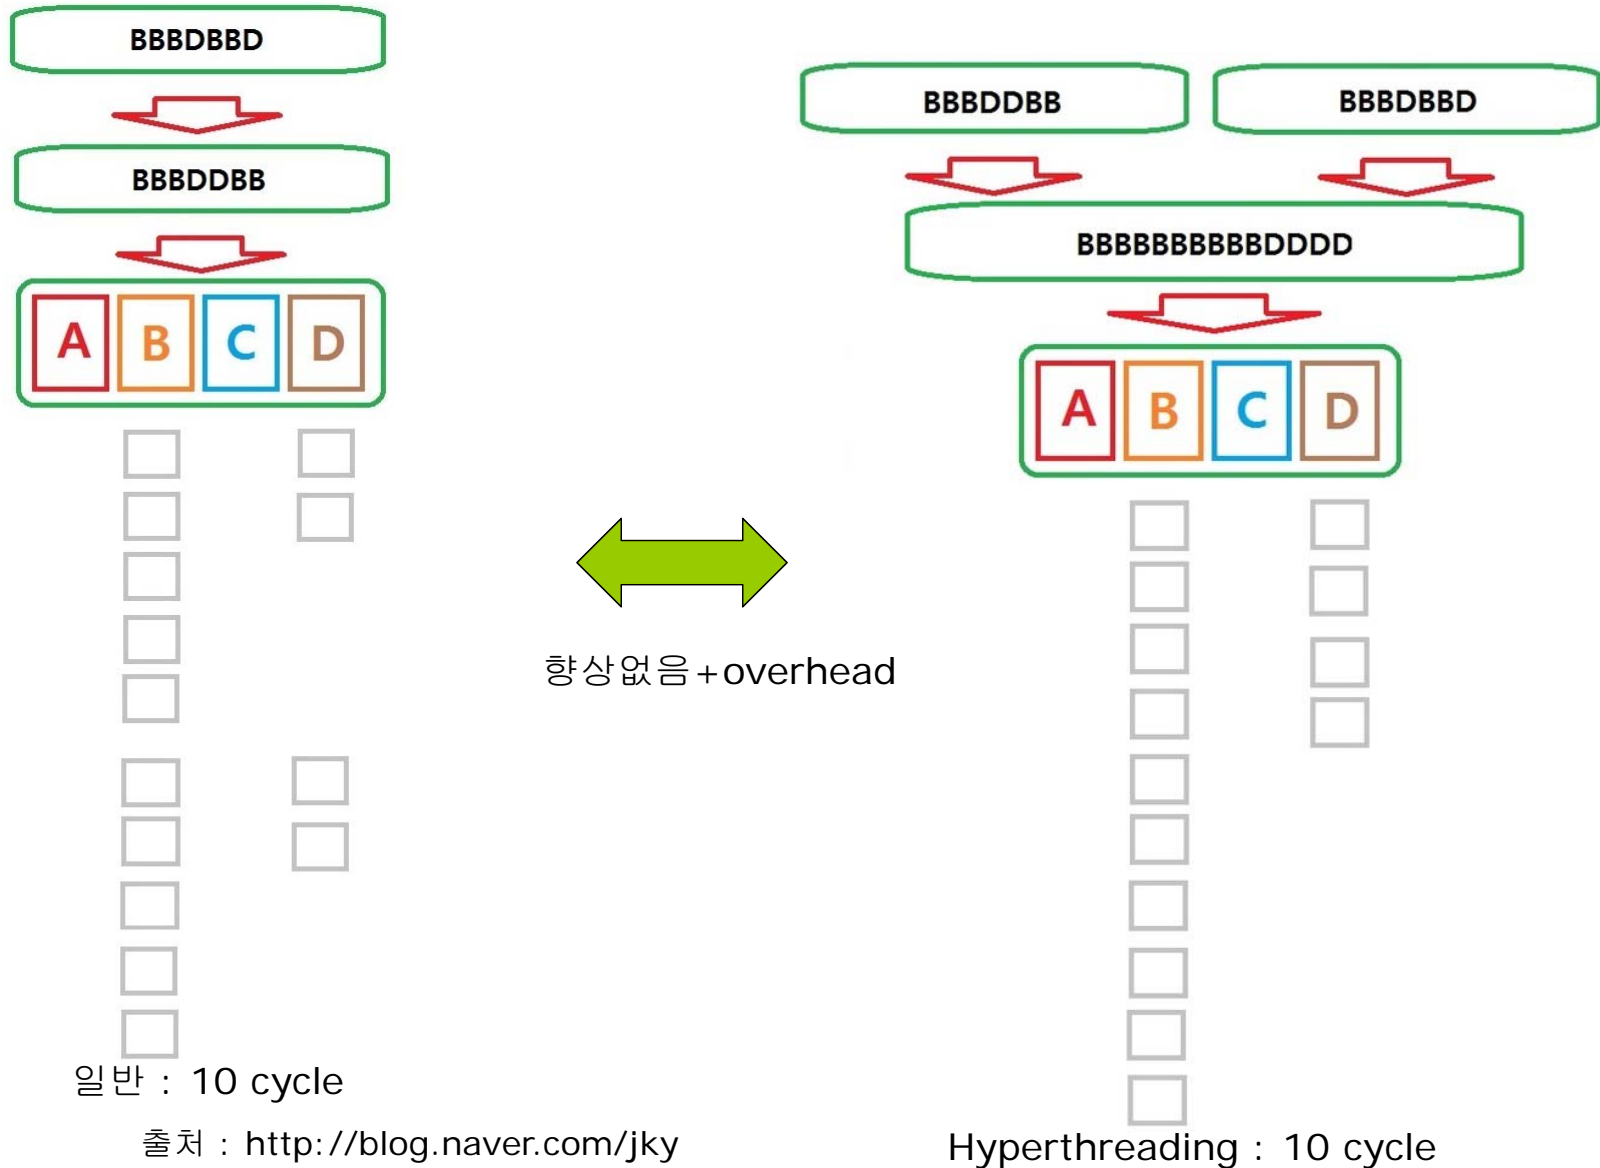 BBBDBBD
BBBDDBB
A B C D
일반 : 10 cycle
출처 : http://blog.naver.com/jky
향상없음+overhead
BBBDDBB BBBDBBD
BBBBBBBBBBDDDD
A B C D
Hyperthreading : 10 cycle